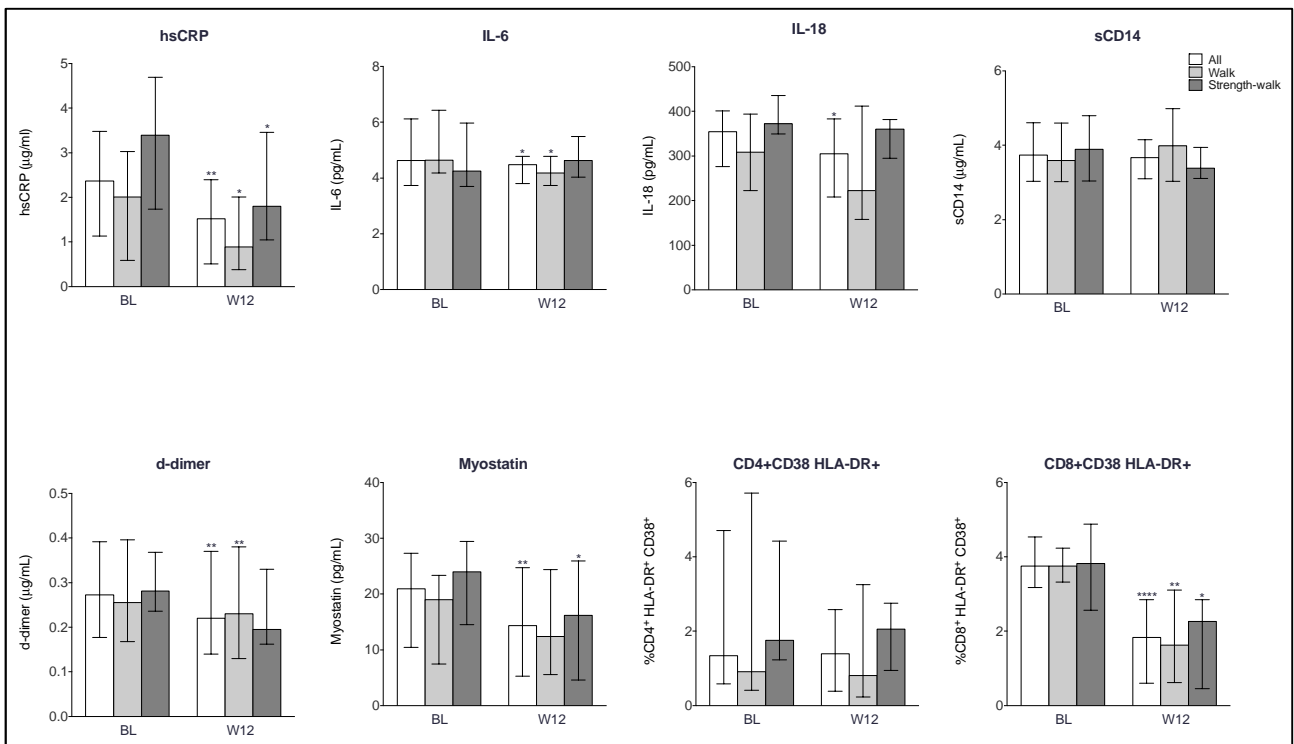 hsCRP
hsCRP (μg/ml)
5
4
3
2
1
0
**
*
*
BL
W12
IL-6
IL-6 (pg/mL)
8
6
4
2
0
*
*
BL
W12
IL-18
IL-18 (pg/mL)
500
400
300
200
100
0
*
BL
W12
sCD14
sCD14 (μg/mL)
6
4
2
0
BL
W12
All
Walk
Strength-walk
d-dimer
d-dimer (μg/mL)
0.5
0.4
0.3
0.2
0.1
0.0
**
**
BL
W12
Myostatin
Myostatin (pg/mL)
40
30
20
10
0
**
*
BL
W12
CD4+CD38 HLA-DR+
%CD4⁺ HLA-DR⁺ CD38⁺
6
4
2
0
BL
W12
CD8+CD38 HLA-DR+
%CD8⁺ HLA-DR⁺ CD38⁺
6
4
2
0
****
**
*
BL
W12